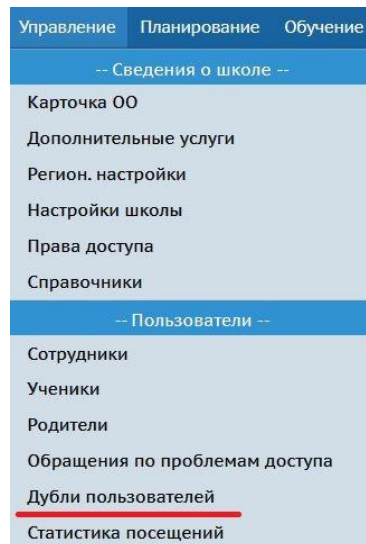 Управление Планирование Обучение
-- Сведения о школе --
Карточка ОО
Дополнительные услуги
Регион. настройки
Настройки школы
Права доступа
Справочники
-- Пользователи --
Сотрудники
Ученики
Родители
Обращения по проблемам доступа
Дубли пользователей
Статистика посещений